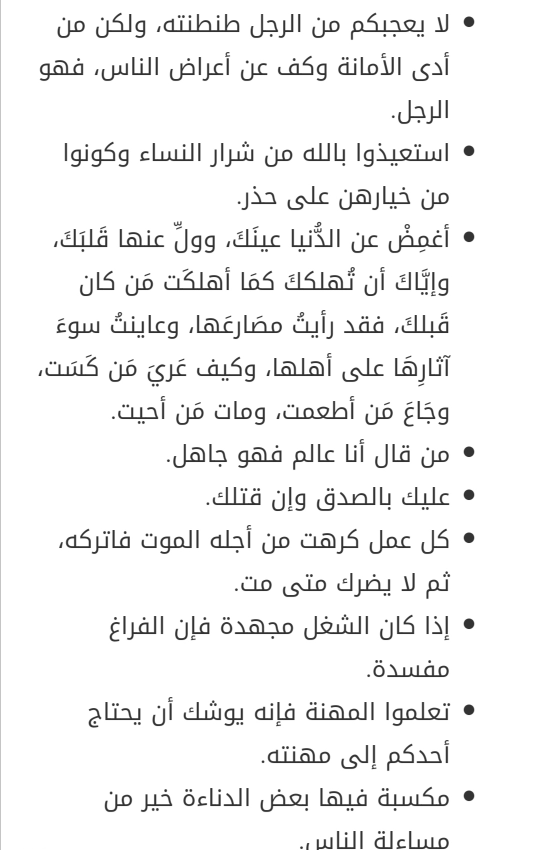 • لا يعجبكم من الرجل طنطنته، ولكن من
أدى الأمانة وكف عن أعراض الناس، فهو
الرجل.
• استعيذوا بالله من شرار النساء وكونوا
من خيارهن على حذر.
• أغمِضْ عن الدُّنيا عينَكَ، وولِّ عنها قَلبَكَ،
وإيَّاكَ أن تُهلككَ كمَا أهلكَت مَن كان
قَبلكَ، فقد رأيتُ مصَارعَها، وعاينتُ سوءَ
آثارِهَا على أهلها، وكيف عَريَ مَن كَسَت،
وجَاعَ مَن أطعمت، ومات مَن أحيت.
• من قال أنا عالم فهو جاهل.
• عليك بالصدق وإن قتلك.
• كل عمل كرهت من أجله الموت فاتركه،
ثم لا يضرك متى مت.
• إذا كان الشغل مجهدة فإن الفراغ
مفسدة.
• تعلموا المهنة فإنه يوشك أن يحتاج
أحدكم إلى مهنته.
• مكسبة فيها بعض الدناءة خير من
مساءلة الناس.